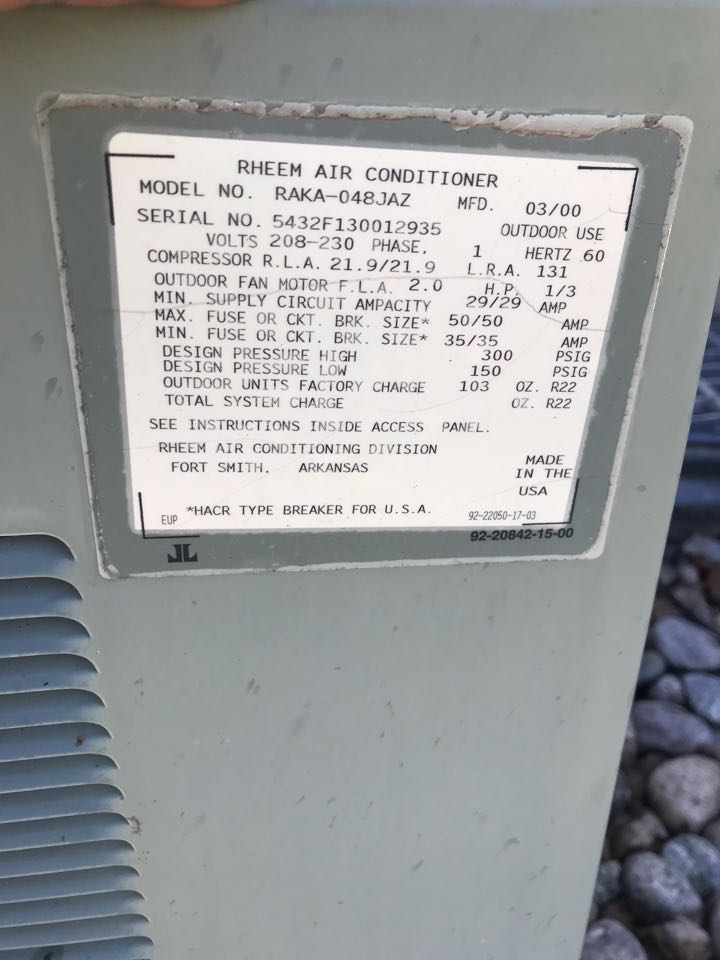 RHEEM AIR CONDITIONER
MODEL NO. RAKA-048JAZ MFD. 03/00
SERIAL NO. 5432F130012935 OUTDOOR USE
VOLTS 208-230 PHASE. 1 HERTZ 60
COMPRESSOR R.L.A. 21.9/21.9 L.R.A. 131
OUTDOOR FAN MOTOR F.L.A. 2.0 H.P. 1/3
MIN. SUPPLY CIRCUIT AMPACITY 29/29 AMP
MAX. FUSE OR CKT. BRK. SIZE* 50/50 AMP
MIN. FUSE OR CKT. BRK. SIZE* 35/35 AMP
DESIGN PRESSURE HIGH 300 PSIG
DESIGN PRESSURE LOW 150 PSIG
OUTDOOR UNITS FACTORY CHARGE 103 OZ. R22
TOTAL SYSTEM CHARGE OZ. R22
SEE INSTRUCTIONS INSIDE ACCESS PANEL.
RHEEM AIR CONDITIONING DIVISION
FORT SMITH, ARKANSAS
MADE
IN THE
USA
*HACR TYPE BREAKER FOR U.S.A.
EUP
92-22050-17-03
92-20842-15-00